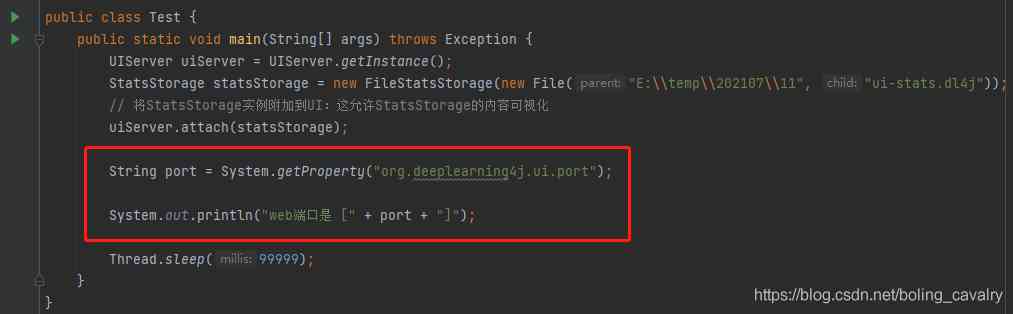 public class Test {
public static void main(String[] args) throws Exception {
UIServer uiServer = UIServer.getInstance();
StatsStorage statsStorage = new FileStatsStorage(new File( parent: "E:\\temp\\202107\\11", child: "ui-stats.dl4j"));
// 将StatsStorage实例附加到UI：这允许StatsStorage的内容可视化
uiServer.attach(statsStorage);
String port = System.getProperty("org.deeplearning4j.ui.port");
System.out.println("web端口是 [" + port + "]");
Thread.sleep( millis: 99999);
}
}
https://blog.csdn.net/boling_cavalry